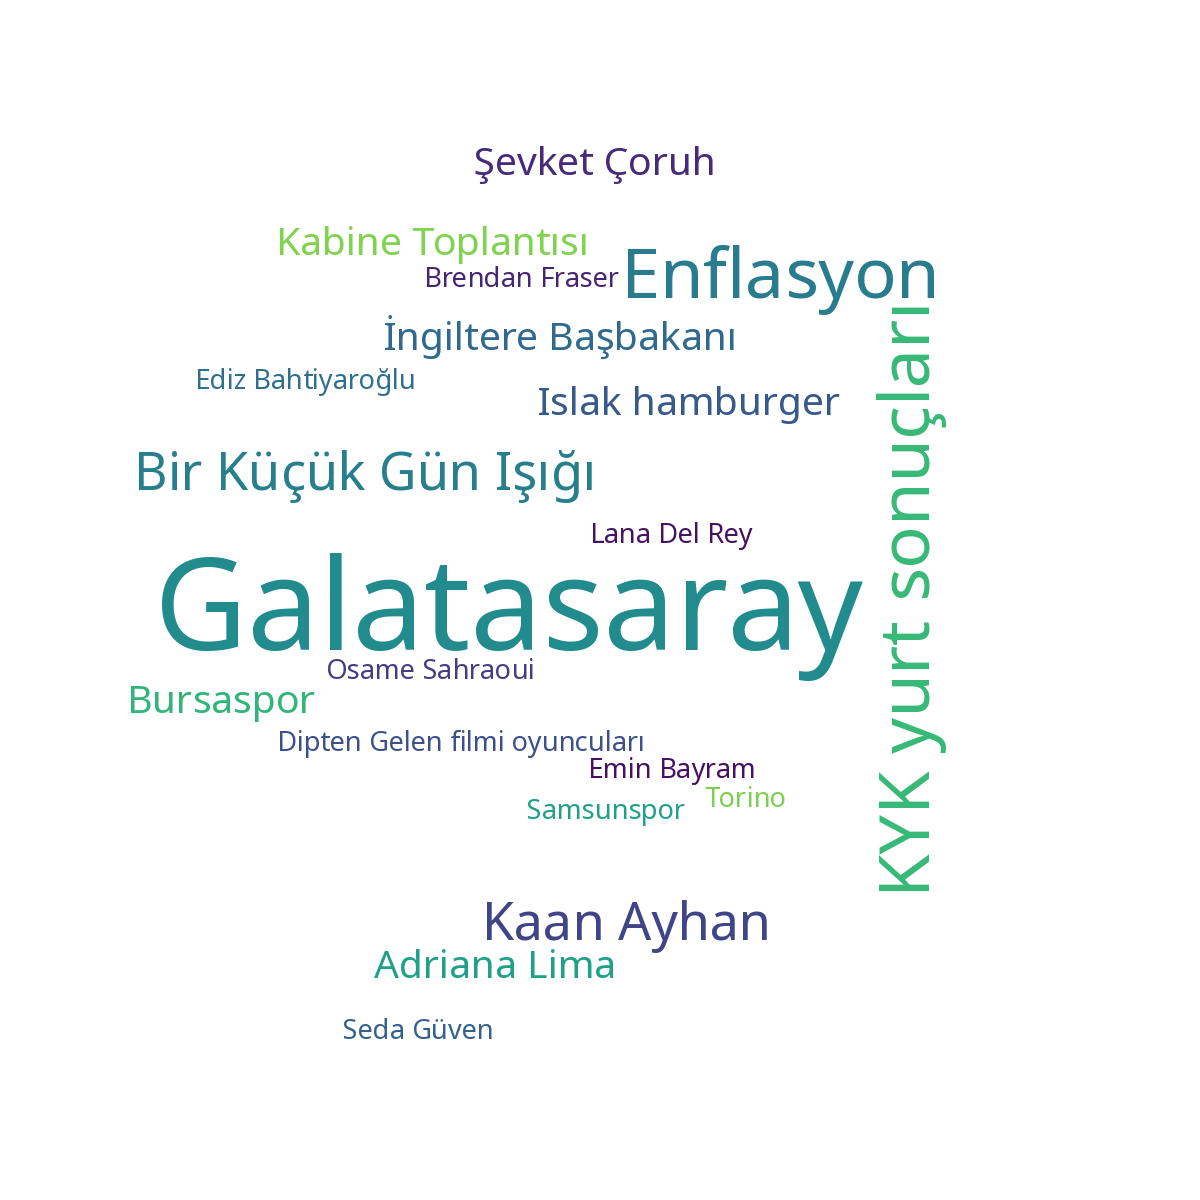 Şevket Çoruh
Kabine Toplantısı
Enflasyon
Brendan Fraser
İngiltere Başbakanı
Ediz Bahtiyaroğlu
Islak hamburger
KYK yurt sonuçları
Bir Küçük Gün Işığı
Lana Del Rey
Galatasaray
Osame Sahraoui
Bursaspor
Dipten Gelen filmi oyuncuları
Emin Bayram
Torino
Samsunspor
Kaan Ayhan
Adriana Lima
Seda Güven